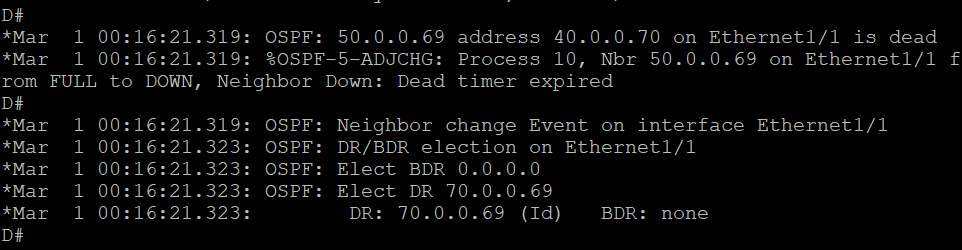 D#
*Mar  1 00:16:21.319: OSPF: 50.0.0.69 address 40.0.0.70 on Ethernet1/1 is dead
*Mar  1 00:16:21.319: %OSPF-5-ADJCHG: Process 10, Nbr 50.0.0.69 on Ethernet1/1 f
rom FULL to DOWN, Neighbor Down: Dead timer expired
D#
*Mar  1 00:16:21.319: OSPF: Neighbor change Event on interface Ethernet1/1
*Mar  1 00:16:21.323: OSPF: DR/BDR election on Ethernet1/1
*Mar  1 00:16:21.323: OSPF: Elect BDR 0.0.0.0
*Mar  1 00:16:21.323: OSPF: Elect DR 70.0.0.69
*Mar  1 00:16:21.323:        DR: 70.0.0.69 (Id)   BDR: none
D#